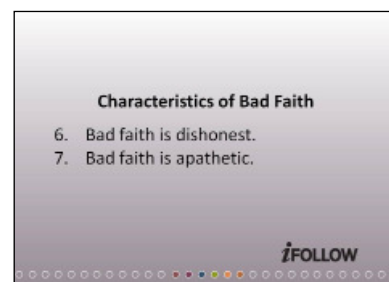 Characteristics of Bad Faith
6. Bad faith is dishonest.
7. Bad faith is apathetic.
iFOLLOW